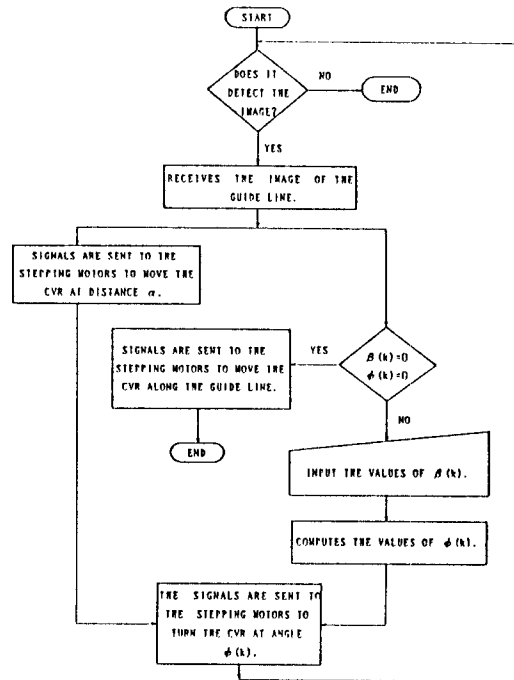 START
DOES IT
DETECT THE
IMAGE?
NO
END
YES
RECEIVES THE IMAGE OF THE
GUIDE LINE.
SIGNALS ARE SENT TO THE
STEPPING MOTORS TO MOVE THE
CVR AT DISTANCE α.
SIGNALS ARE SENT TO THE
STEPPING MOTORS TO MOVE THE
CVR ALONG THE GUIDE LINE.
YES
β(k)=0
ϕ(k)=0
END
NO
INPUT THE VALUES OF β(k).
COMPUTES THE VALUES OF ϕ(k).
THE SIGNALS ARE SENT TO
THE STEPPING MOTORS TO
TURN THE CVR AT ANGLE
ϕ(k).